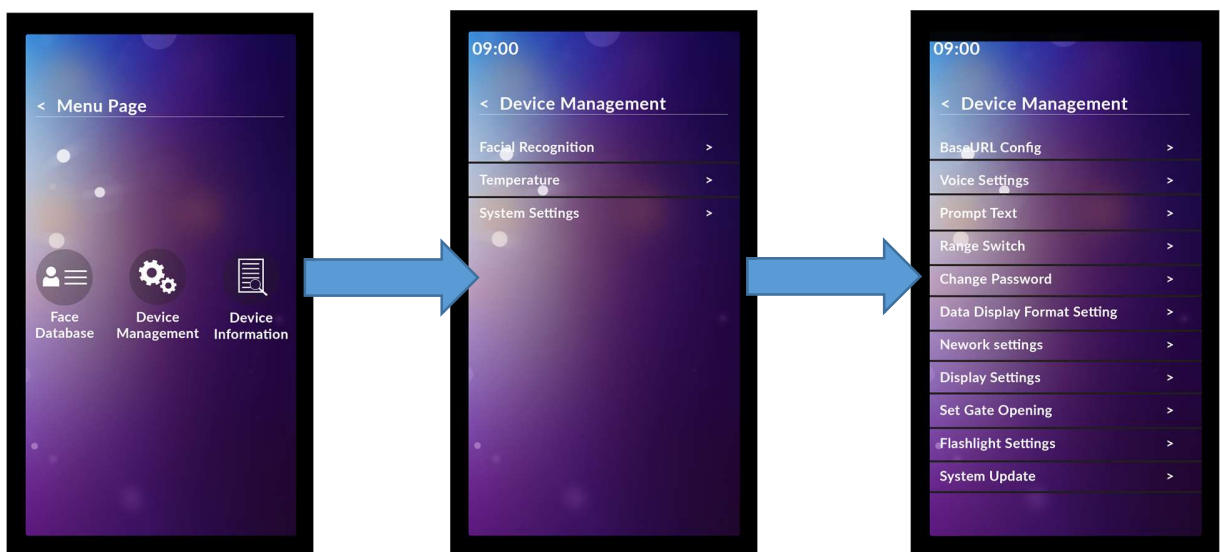 < Menu Page
Face
Database
Device
Management
Device
Information
09:00
< Device Management
Facial Recognition >
Temperature >
System Settings >
09:00
< Device Management
BaseURL Config >
Voice Settings >
Prompt Text >
Range Switch >
Change Password >
Data Display Format Setting >
Nework settings >
Display Settings >
Set Gate Opening >
Flashlight Settings >
System Update >